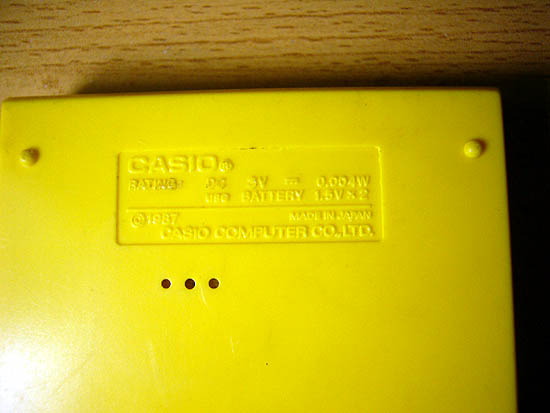 CASIO®
RATING: DC 3V ⎓ 0.004W
USE BATTERY 1.5V × 2
©1987 MADE IN JAPAN
CASIO COMPUTER CO., LTD.